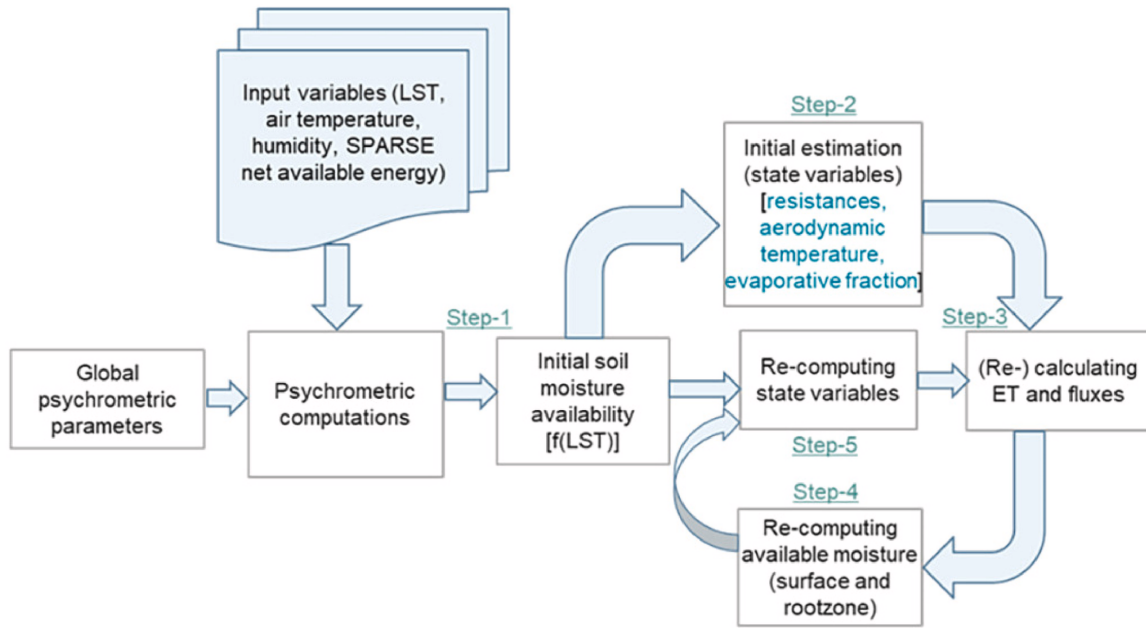 Input variables (LST,
air temperature,
humidity, SPARSE
net available energy)
Step-2
Initial estimation
(state variables)
[resistances,
aerodynamic
temperature,
evaporative fraction]
Global
psychrometric
parameters
Psychrometric
computations
Step-1
Initial soil
moisture
availability
[f(LST)]
Re-computing
state variables
Step-5
Step-3
(Re-) calculating
ET and fluxes
Step-4
Re-computing
available moisture
(surface and
rootzone)